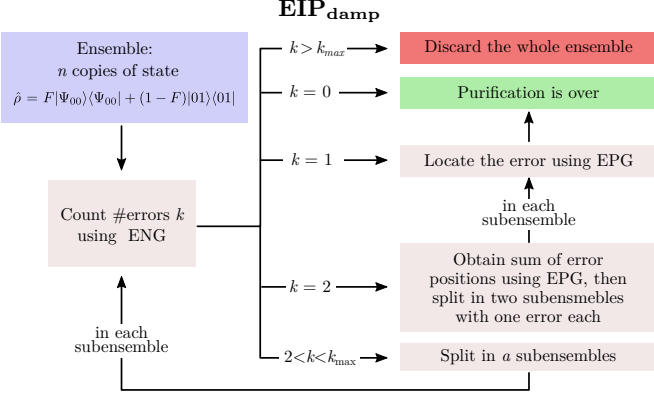 EIP_damp
Ensemble:
n copies of state
ρ̂ = F|Ψ₀₀⟩⟨Ψ₀₀| + (1 − F)|01⟩⟨01|
k > k_max
Discard the whole ensemble
k = 0
Purification is over
k = 1
Locate the error using EPG
Count #errors k
using ENG
in each
subensemble
k = 2
Obtain sum of error
positions using EPG, then
split in two subensmebles
with one error each
in each
subensemble
2<k<k_max
Split in a subensembles